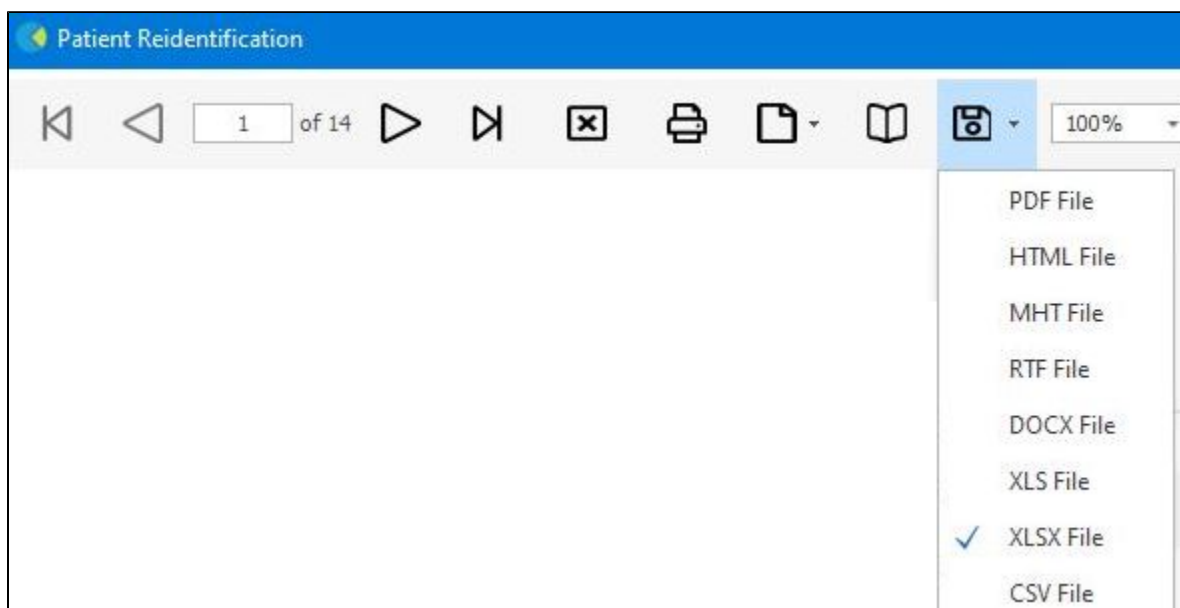 Patient Reidentification
1 of 14 100%
PDF File
HTML File
MHT File
RTF File
DOCX File
XLS File
XLSX File
CSV File